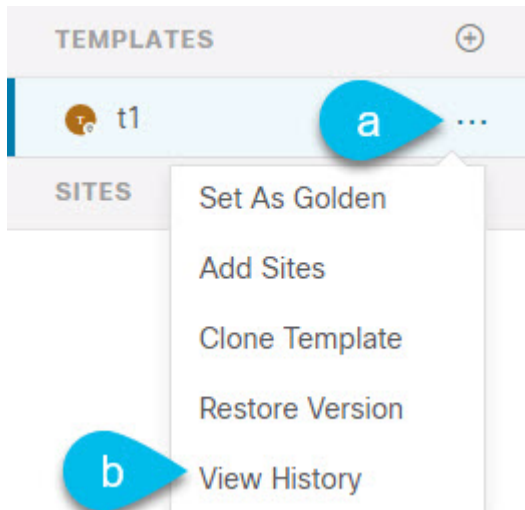 TEMPLATES
t1
a
...
SITES
Set As Golden
Add Sites
Clone Template
Restore Version
b
View History